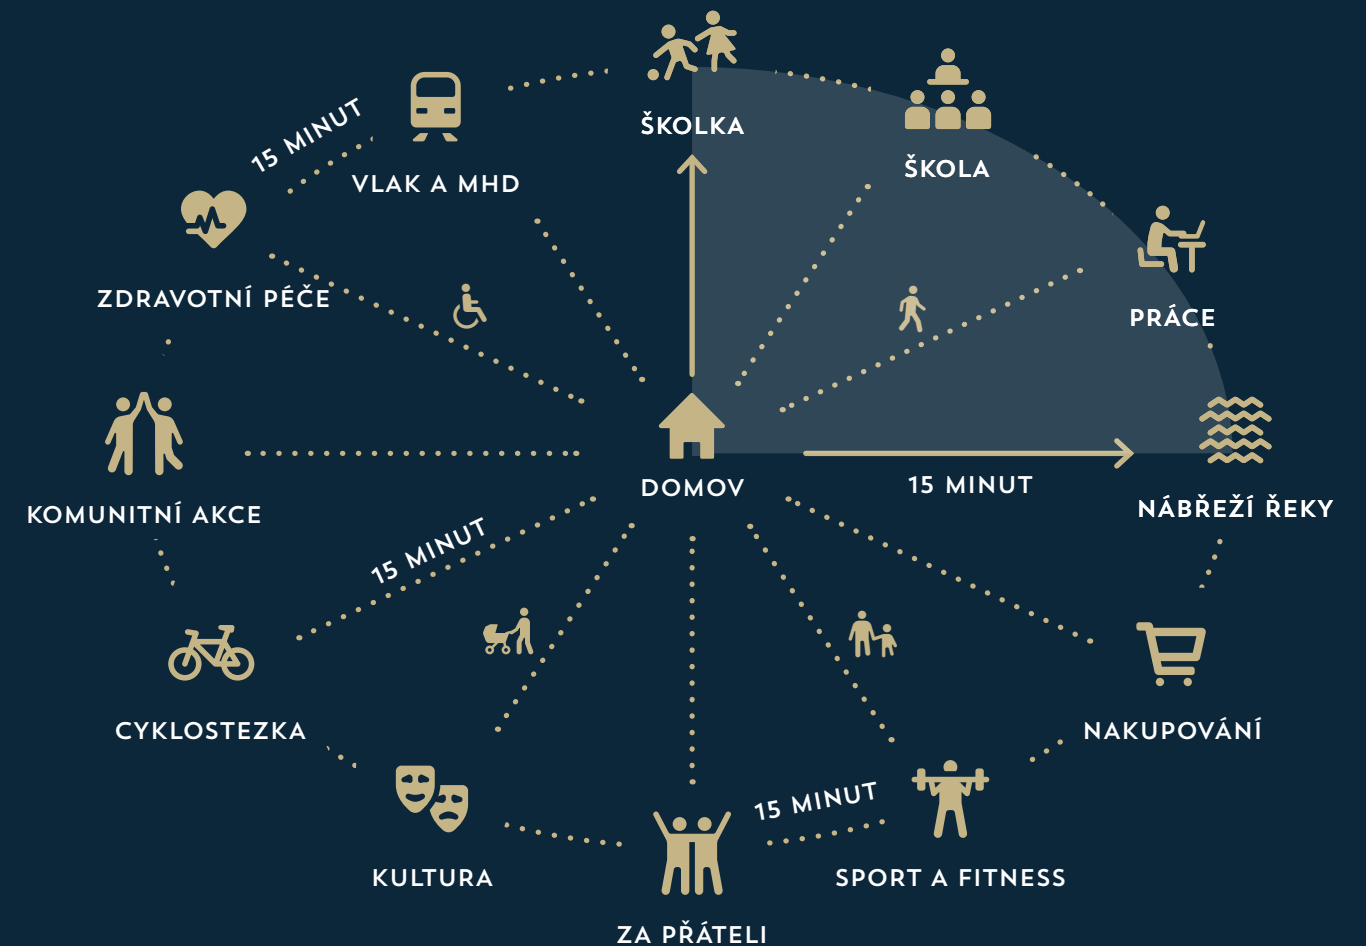 ŠKOLKA
15 MINUT
ŠKOLA
VLAK A MHD
ZDRAVOTNÍ PÉČE
PRÁCE
DOMOV
15 MINUT
NÁBŘEŽÍ ŘEKY
KOMUNITNÍ AKCE
15 MINUT
CYKLOSTEZKA
NAKUPOVÁNÍ
15 MINUT
KULTURA
SPORT A FITNESS
ZA PŘÁTELI